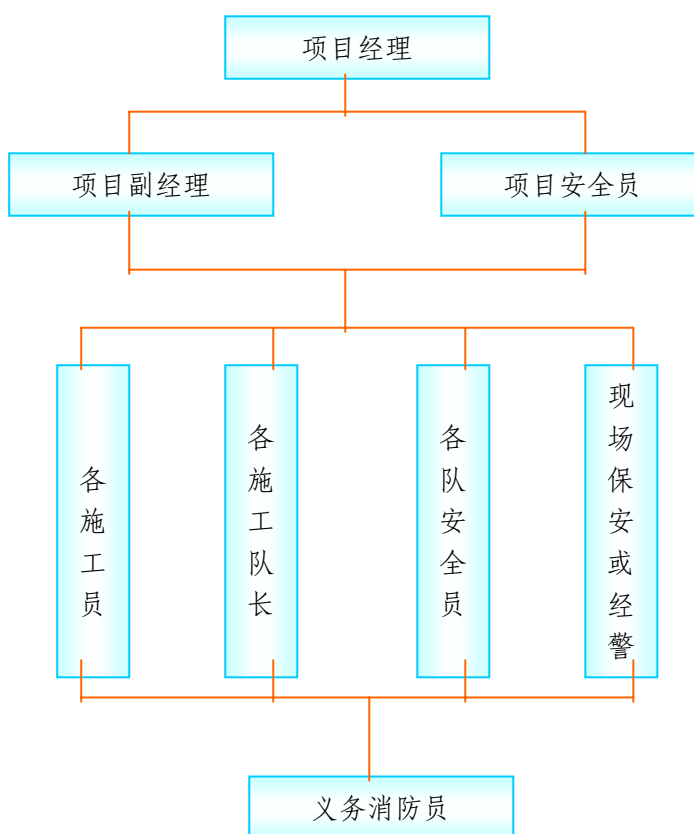 项目经理
项目副经理
项目安全员
各施工员
各施工队长
各队安全员
现场保安或经警
义务消防员